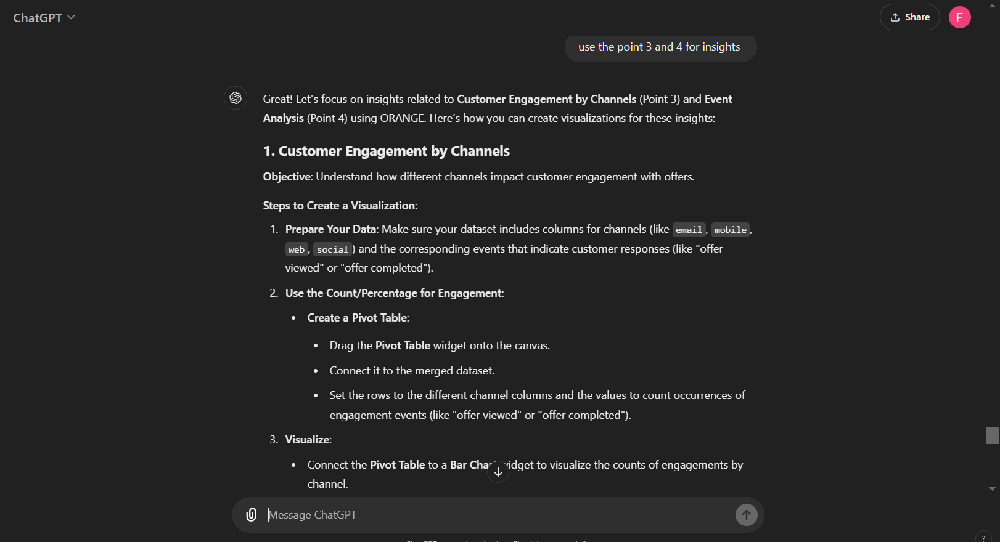 ChatGPT
Share
F
use the point 3 and 4 for insights
Great! Let's focus on insights related to Customer Engagement by Channels (Point 3) and Event
Analysis (Point 4) using ORANGE. Here’s how you can create visualizations for these insights:
1. Customer Engagement by Channels
Objective: Understand how different channels impact customer engagement with offers.
Steps to Create a Visualization:
1. Prepare Your Data: Make sure your dataset includes columns for channels (like email, mobile,
web, social) and the corresponding events that indicate customer responses (like "offer
viewed" or "offer completed").
2. Use the Count/Percentage for Engagement:
• Create a Pivot Table:
• Drag the Pivot Table widget onto the canvas.
• Connect it to the merged dataset.
• Set the rows to the different channel columns and the values to count occurrences of
engagement events (like "offer viewed" or "offer completed").
3. Visualize:
• Connect the Pivot Table to a Bar to visualize the counts of engagements by
channel.
Message ChatGPT
?